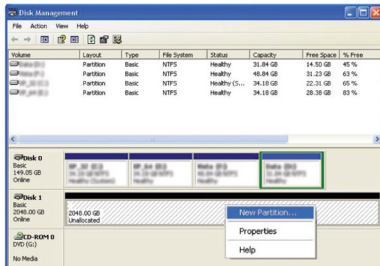 Disk Management
File Action View Help
Volume Layout Type File System Status Capacity Free Space % Free
Partition Basic NTFS Healthy 31.84 GB 14.50 GB 45 %
Partition Basic NTFS Healthy 48.84 GB 31.23 GB 63 %
Partition Basic NTFS Healthy (S... 34.18 GB 22.31 GB 65 %
Partition Basic NTFS Healthy 34.18 GB 28.38 GB 83 %
Disk 0
Basic
149.05 GB
Online
Disk 1
Basic
2048.00 GB
Online
2048.00 GB
Unallocated
New Partition...
Properties
Help
CD-ROM 0
DVD (G:)
No Media